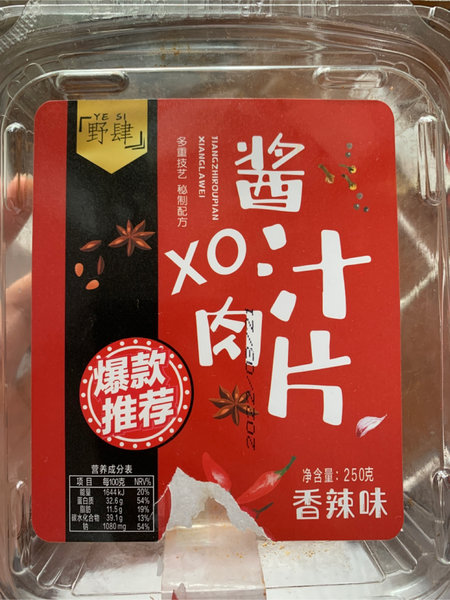 YE SI
野肆
多重技艺 秘制配方
JIANGZHIROUPIAN
XIANGLAWEI
XO酱汁
肉片
2022/03/21
爆款
推荐
营养成分表
项目 每100克 NRV%
能量 1644kJ 20%
蛋白质 32.6g 54%
脂肪 11.5g 19%
碳水化合物 39.1g 13%
钠 1080mg 54%
净含量：250克
香辣味